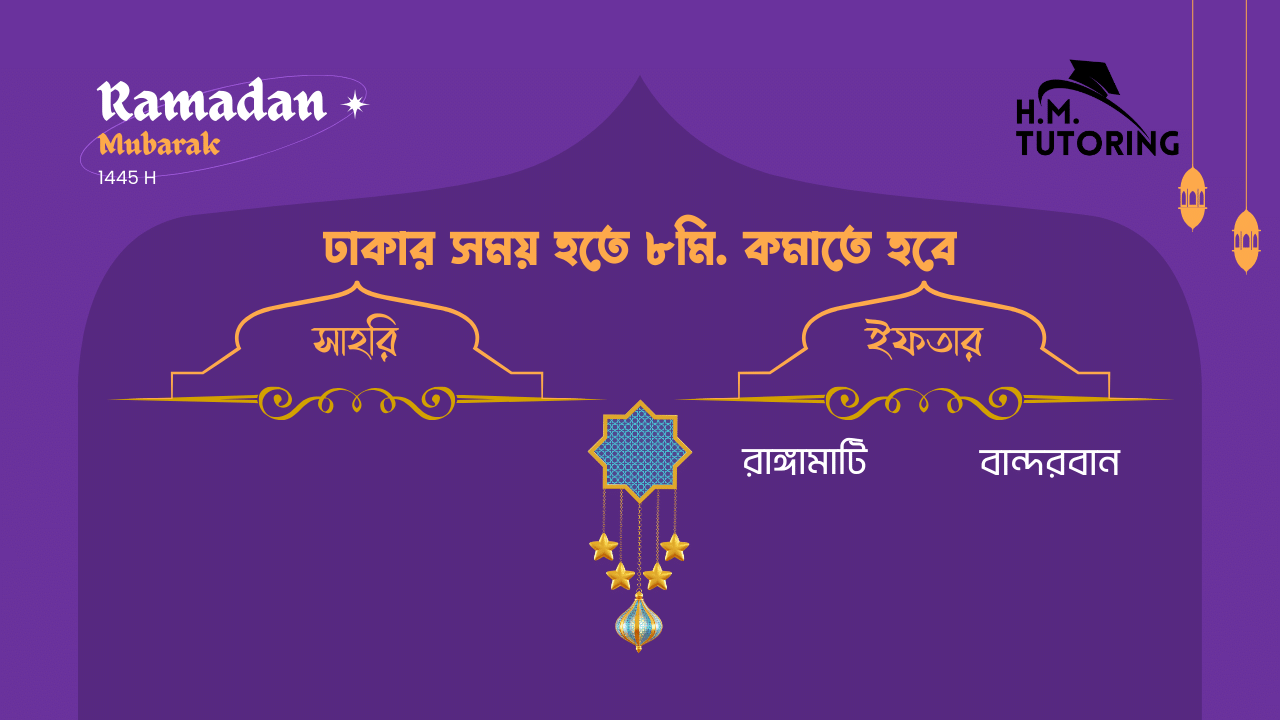 Ramadan
Mubarak
1445 H
H.M.
TUTORING
ঢাকার সময় হতে ৮মি. কমাতে হবে
সাহরি
ইফতার
রাঙ্গামাটি বান্দরবান